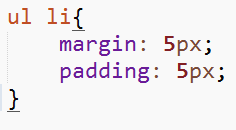 ul li{
    margin: 5px;
    padding: 5px;
}